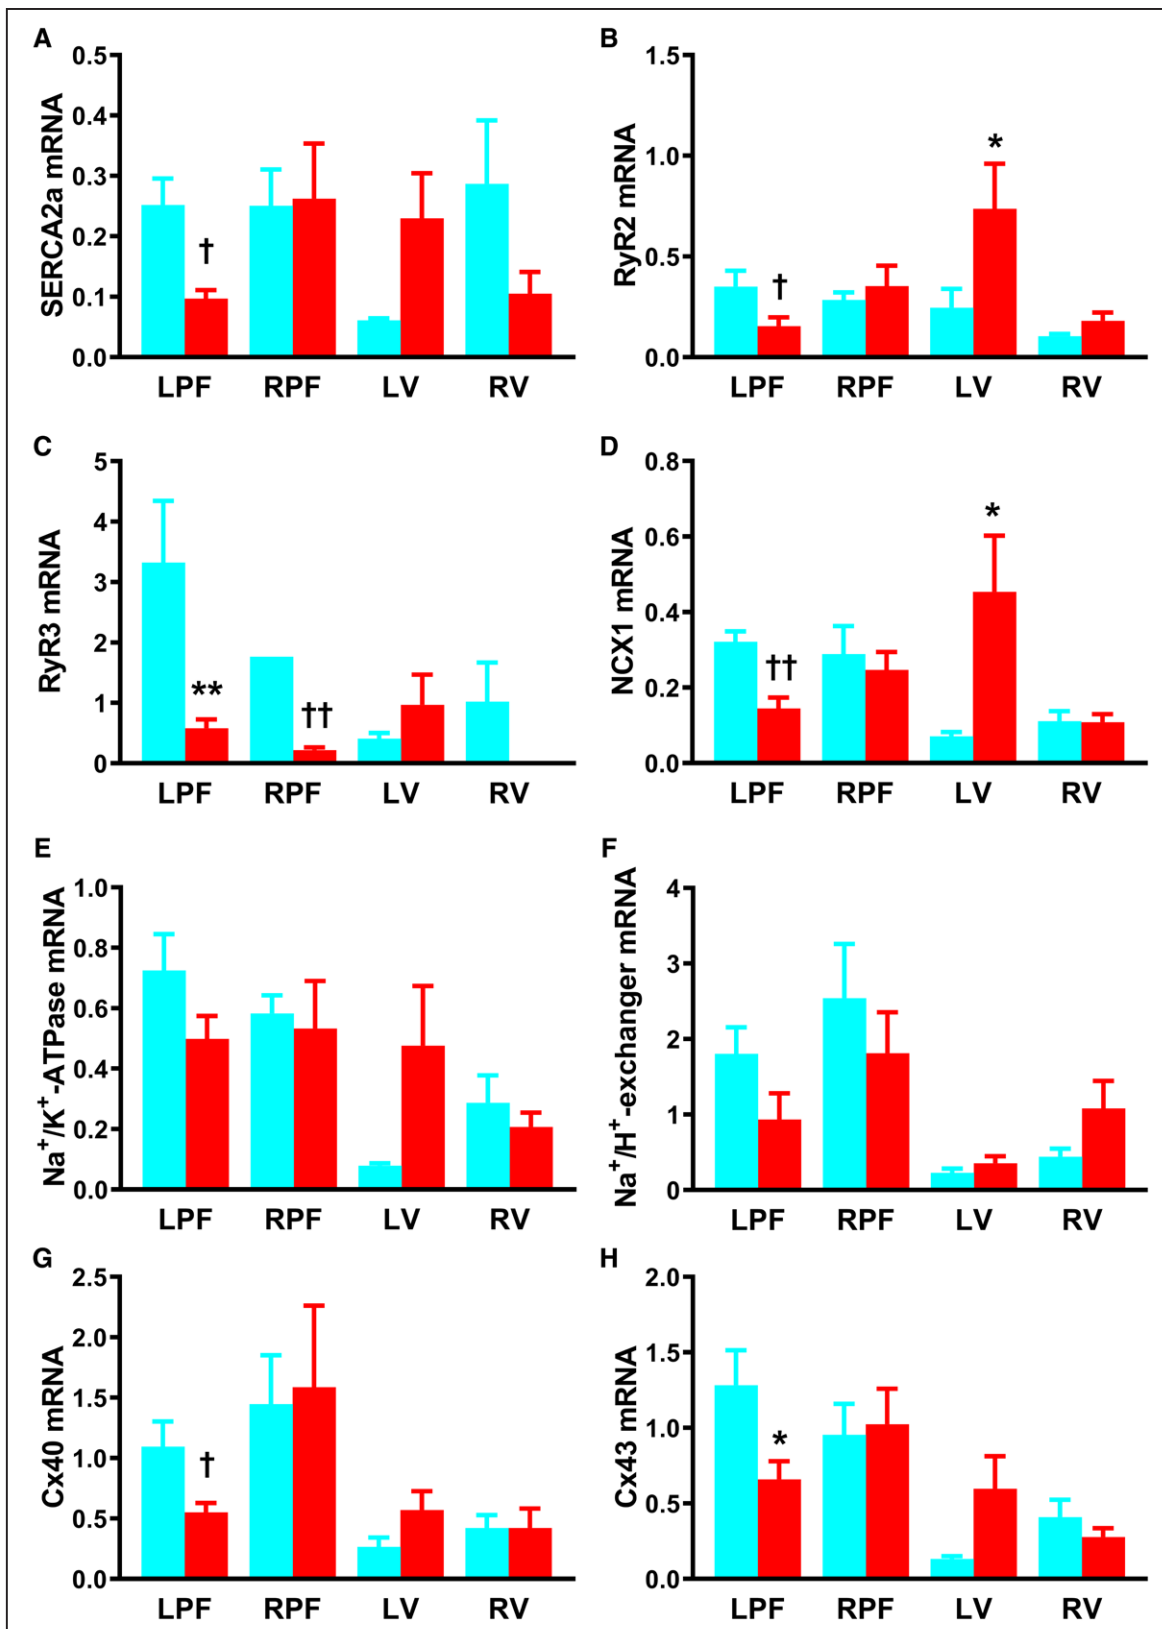 A
SERCA2a mRNA
0.5
0.4
0.3
0.2
0.1
0.0
†
LPF RPF LV RV
B
RyR2 mRNA
1.5
1.0
0.5
0.0
† *
LPF RPF LV RV
C
RyR3 mRNA
5
4
3
2
1
0
** ††
LPF RPF LV RV
D
NCX1 mRNA
0.8
0.6
0.4
0.2
0.0
†† *
LPF RPF LV RV
E
Na⁺/K⁺-ATPase mRNA
1.0
0.8
0.6
0.4
0.2
0.0
LPF RPF LV RV
F
Na⁺/H⁺-exchanger mRNA
4
3
2
1
0
LPF RPF LV RV
G
Cx40 mRNA
2.5
2.0
1.5
1.0
0.5
0.0
†
LPF RPF LV RV
H
Cx43 mRNA
2.0
1.5
1.0
0.5
0.0
*
LPF RPF LV RV